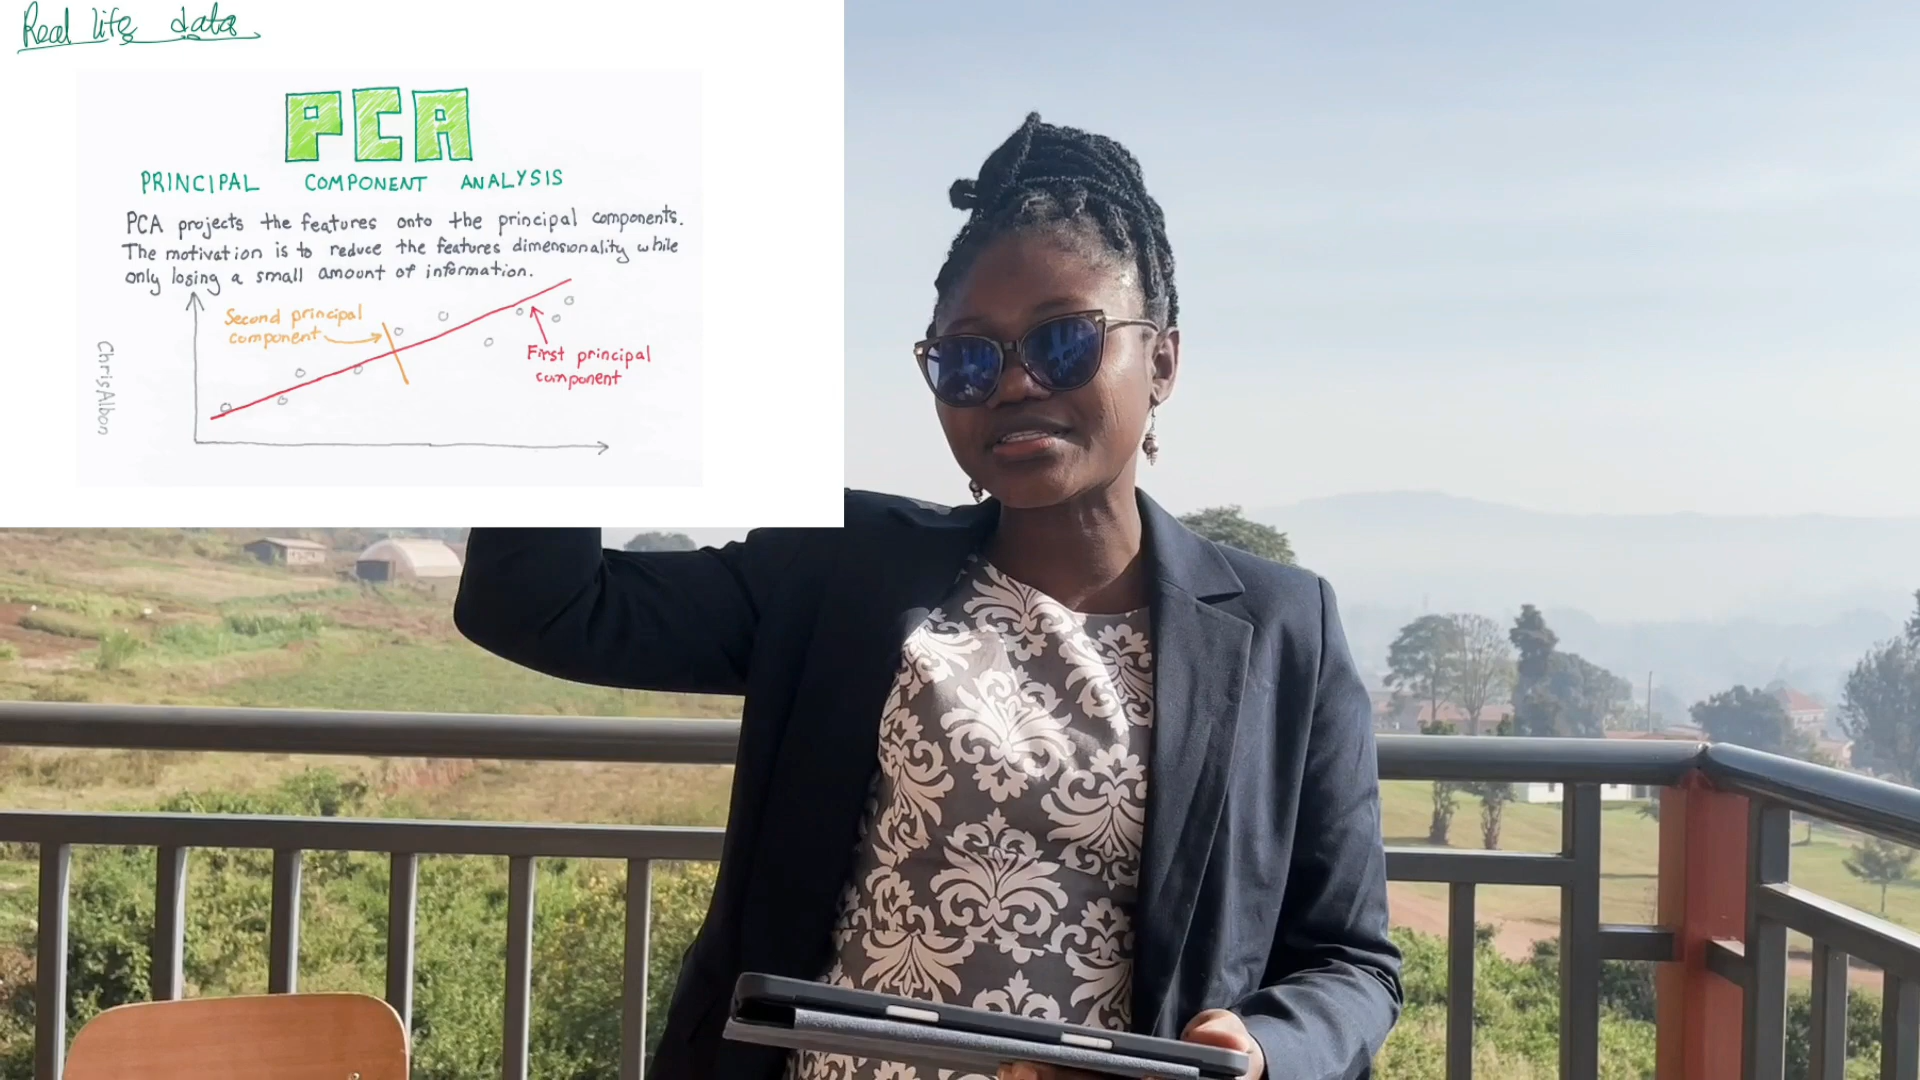 Real life data
PCA
PRINCIPAL COMPONENT ANALYSIS
PCA projects the features onto the principal components.
The motivation is to reduce the features dimensionality while
only losing a small amount of information.
Second principal
component
First principal
component
ChrisAlbon